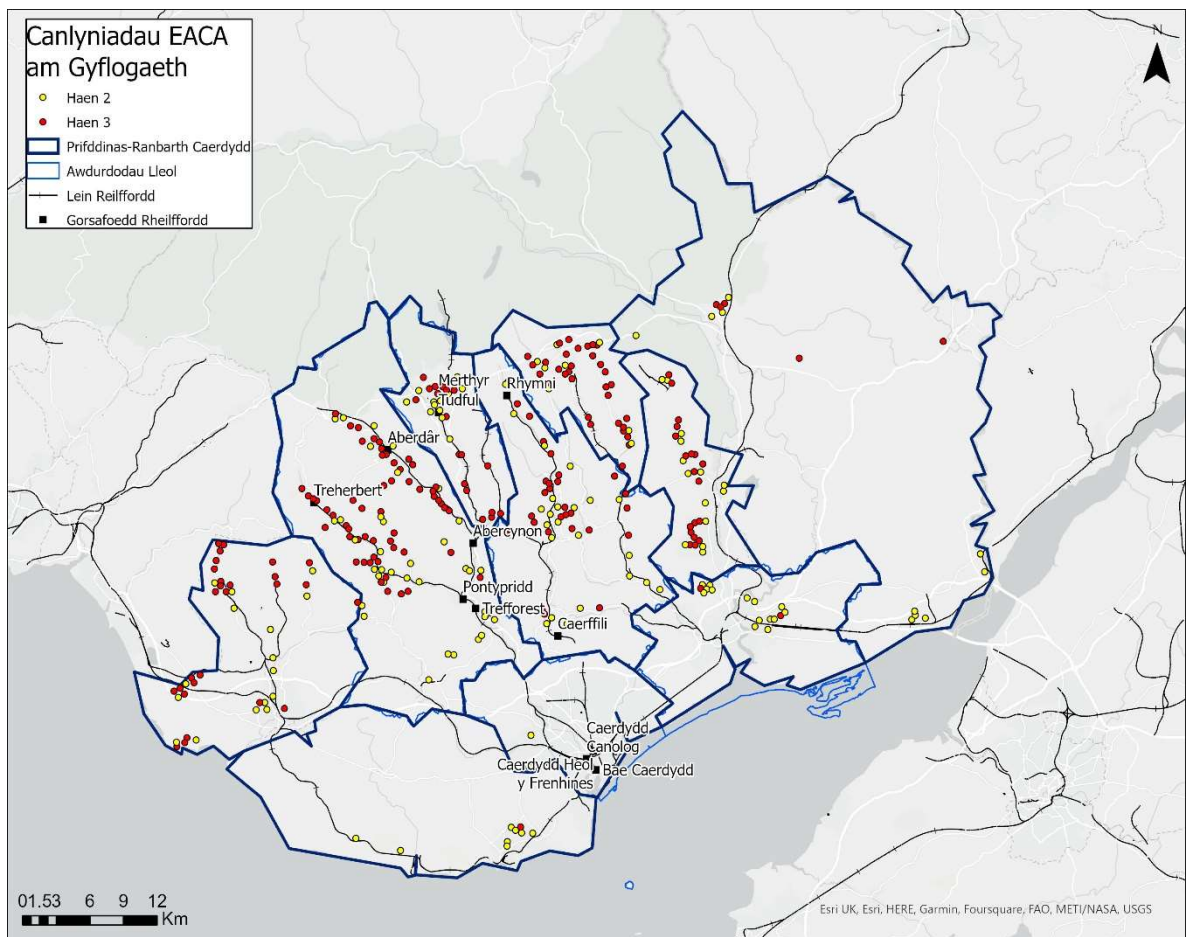 Canlyniadau EACA
am Gyflogaeth
Haen 2
Haen 3
Prifddinas-Ranbarth Caerdydd
Awdurdodau Lleol
Lein Reilffordd
Gorsafoedd Rheilffordd
N
Merthyr
Tudful
Rhymni
Aberdâr
Treherbert
Abercynon
Pontypridd
Trefforest
Caerffili
Caerdydd
Canolog
Caerdydd Heol
y Frenhines
Bae Caerdydd
01.53 6 9 12
Km
Esri UK, Esri, HERE, Garmin, Foursquare, FAO, METI/NASA, USGS